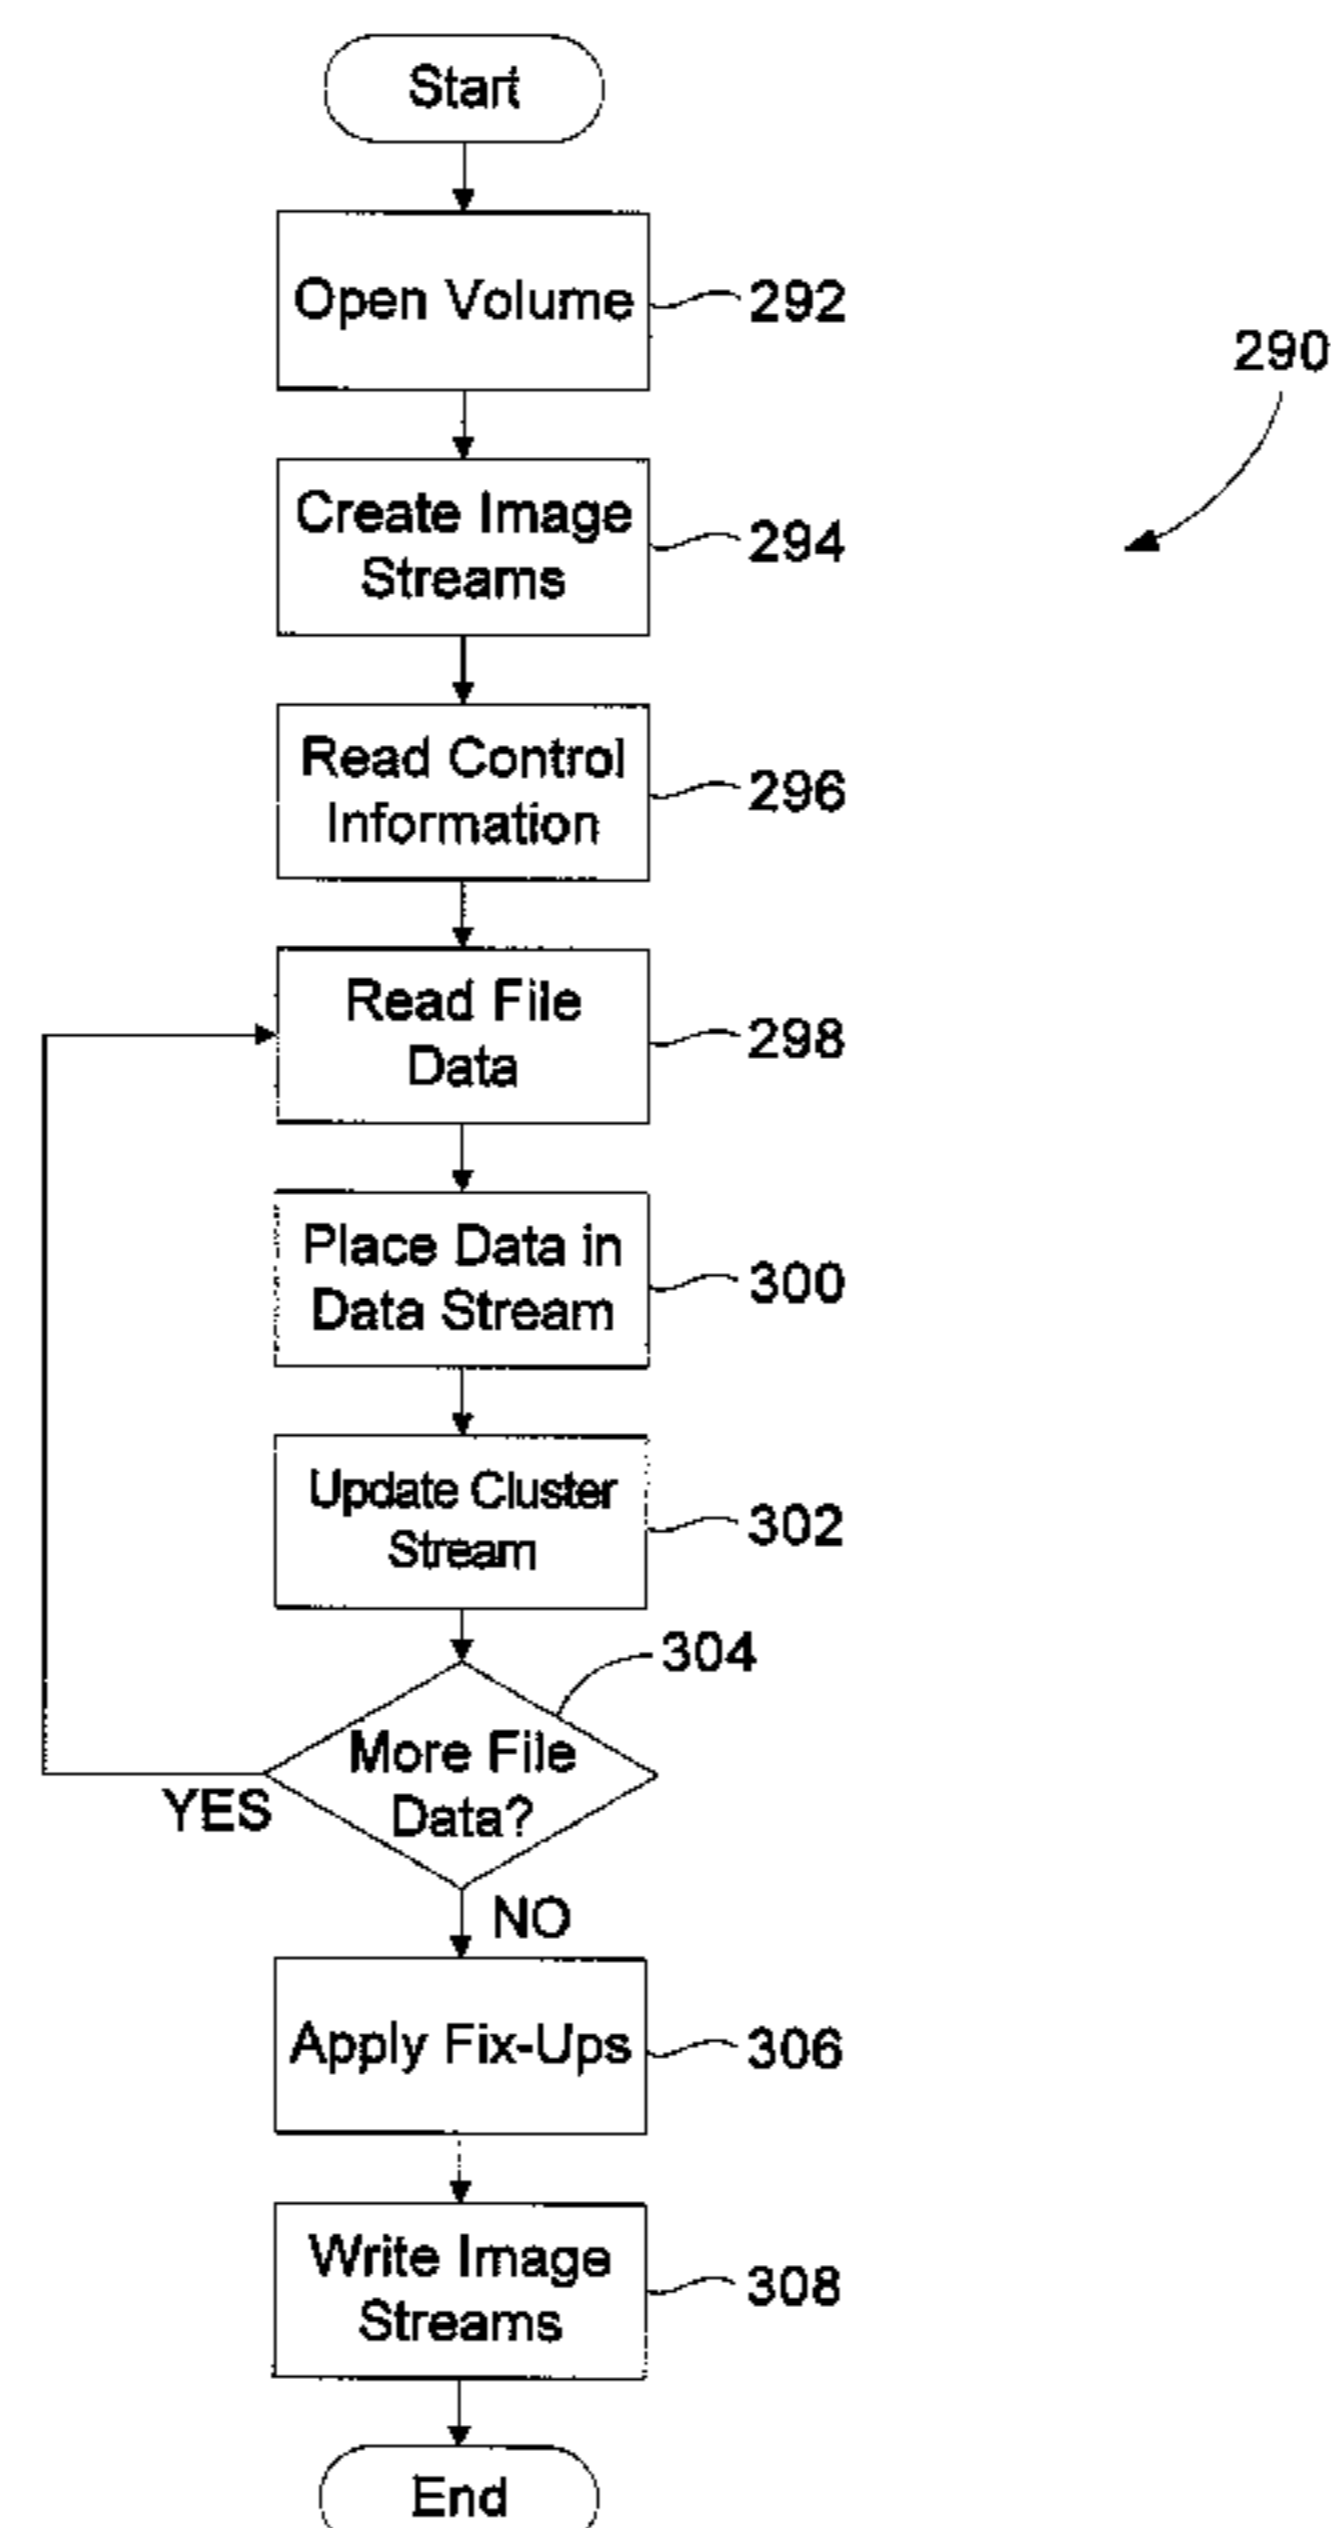 Start
Open Volume
292
290
Create Image
Streams
294
Read Control
Information
296
Read File
Data
298
Place Data in
Data Stream
300
Update Cluster
Stream
302
304
More File
Data?
YES
NO
Apply Fix-Ups
306
Write Image
Streams
308
End